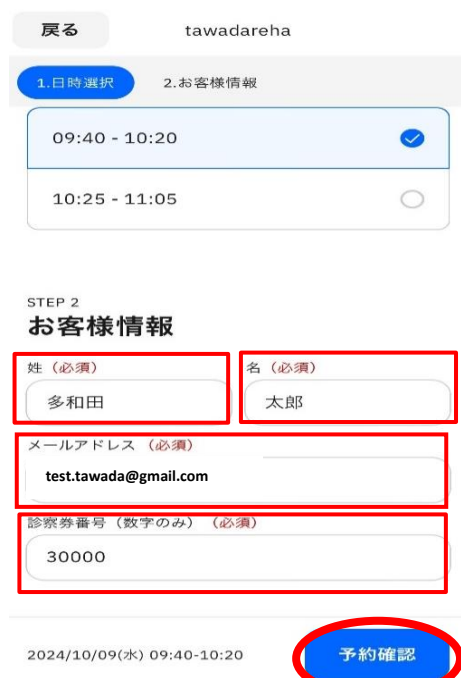 戻る tawadareha
1.日時選択 2.お客様情報
09:40 - 10:20
10:25 - 11:05
STEP 2
お客様情報
姓（必須） 名（必須）
多和田 太郎
メールアドレス（必須）
test.tawada@gmail.com
診察券番号（数字のみ）（必須）
30000
2024/10/09(水) 09:40-10:20 予約確認